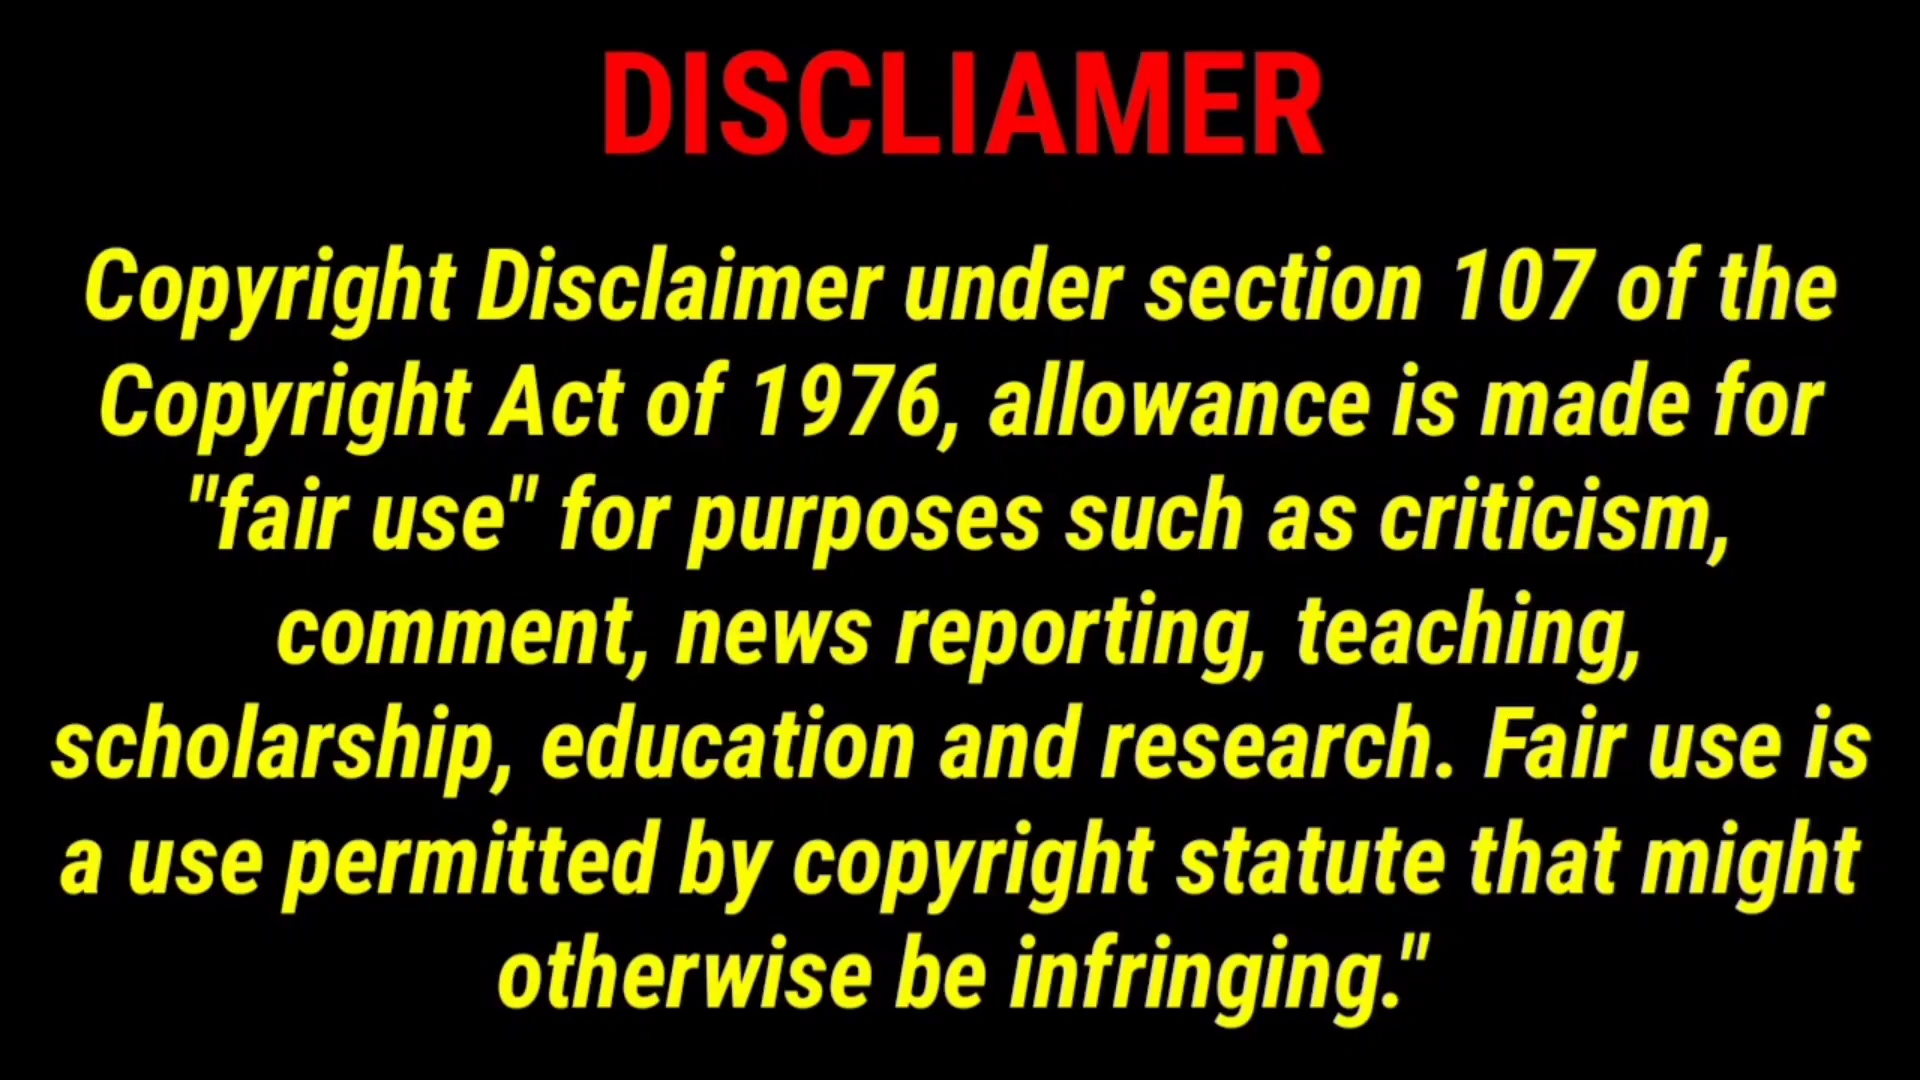 DISCLIAMER
Copyright Disclaimer under section 107 of the
Copyright Act of 1976, allowance is made for
"fair use" for purposes such as criticism,
comment, news reporting, teaching,
scholarship, education and research. Fair use is
a use permitted by copyright statute that might
otherwise be infringing."